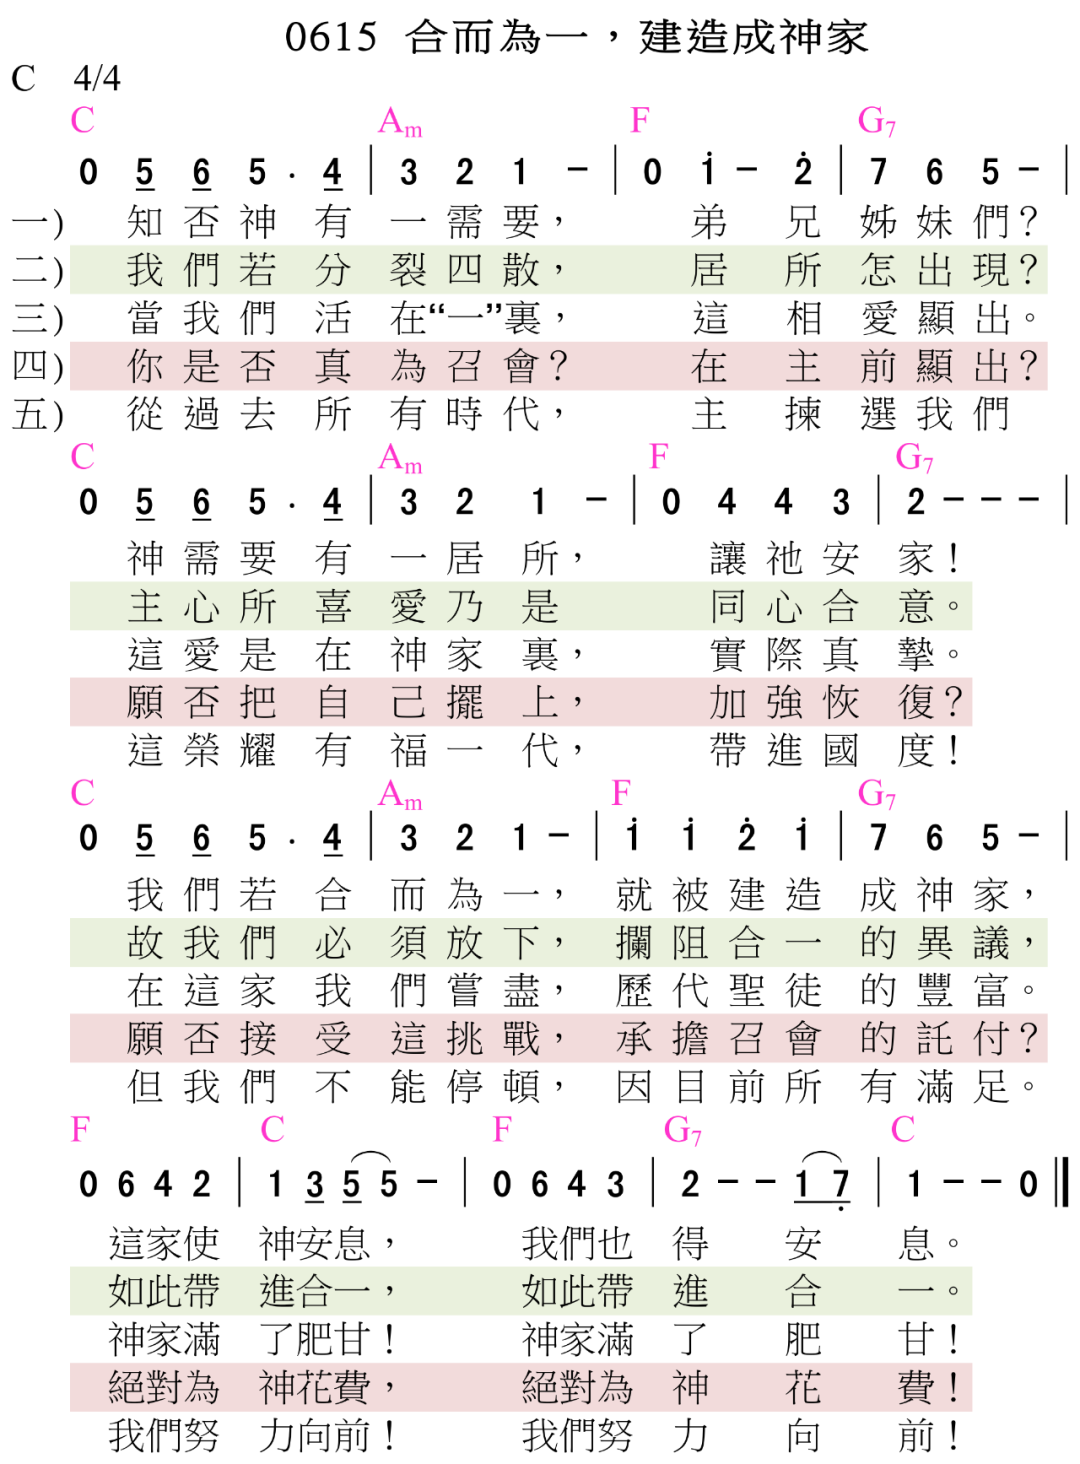 0615 合而為一，建造成神家
C 4/4
C Am F G7
0 5 6 5 . 4 | 3 2 1 － | 0 i － 2̇ | 7 6 5 － |
一) 知否神有一需要， 弟兄姊妹們？
二) 我們若分裂四散， 居所怎出現？
三) 當我們活在“一”裏， 這相愛顯出。
四) 你是否真為召會？ 在主前顯出？
五) 從過去所有時代， 主揀選我們
C Am F G7
0 5 6 5 . 4 | 3 2 1 － | 0 4 4 3 | 2 － － － |
神需要有一居所， 讓祂安家！
主心所喜愛乃是 同心合意。
這愛是在神家裏， 實際真摯。
願否把自己擺上， 加強恢復？
這榮耀有福一代， 帶進國度！
C Am F G7
0 5 6 5 . 4 | 3 2 1 － | i i 2̇ i | 7 6 5 － |
我們若合而為一， 就被建造成神家，
故我們必須放下， 攔阻合一的異議，
在這家我們嘗盡， 歷代聖徒的豐富。
願否接受這挑戰， 承擔召會的託付？
但我們不能停頓， 因目前所有滿足。
F C F G7 C
0 6 4 2 | 1 3 5 5 － | 0 6 4 3 | 2 － － 1 7̣ | 1 － － 0 ‖
這家使神安息， 我們也得安息。
如此帶進合一， 如此帶進合一。
神家滿了肥甘！ 神家滿了肥甘！
絕對為神花費， 絕對為神花費！
我們努力向前！ 我們努力向前！